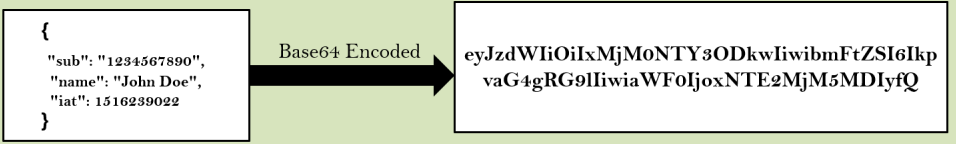 {
"sub": "1234567890",
"name": "John Doe",
"iat": 1516239022
}
Base64 Encoded
eyJzdWIiOiIxMjM0NTY3ODkwIiwibmFtZSI6Ikp
vaG4gRG9lIiwiaWF0IjoxNTE2MjM5MDIyfQ